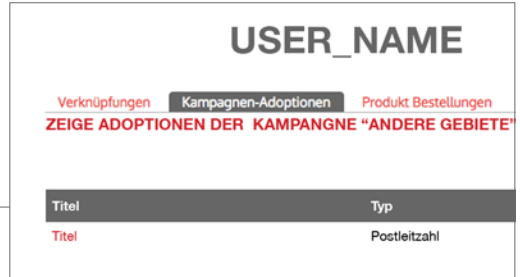 USER_NAME
Verknüpfungen Kampagnen-Adoptionen Produkt Bestellungen
ZEIGE ADOPTIONEN DER KAMPANGNE “ANDERE GEBIETE”
Titel Typ
Titel Postleitzahl